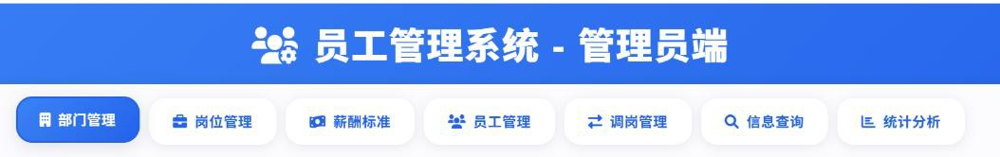 员工管理系统 - 管理员端
部门管理
岗位管理
薪酬标准
员工管理
调岗管理
信息查询
统计分析